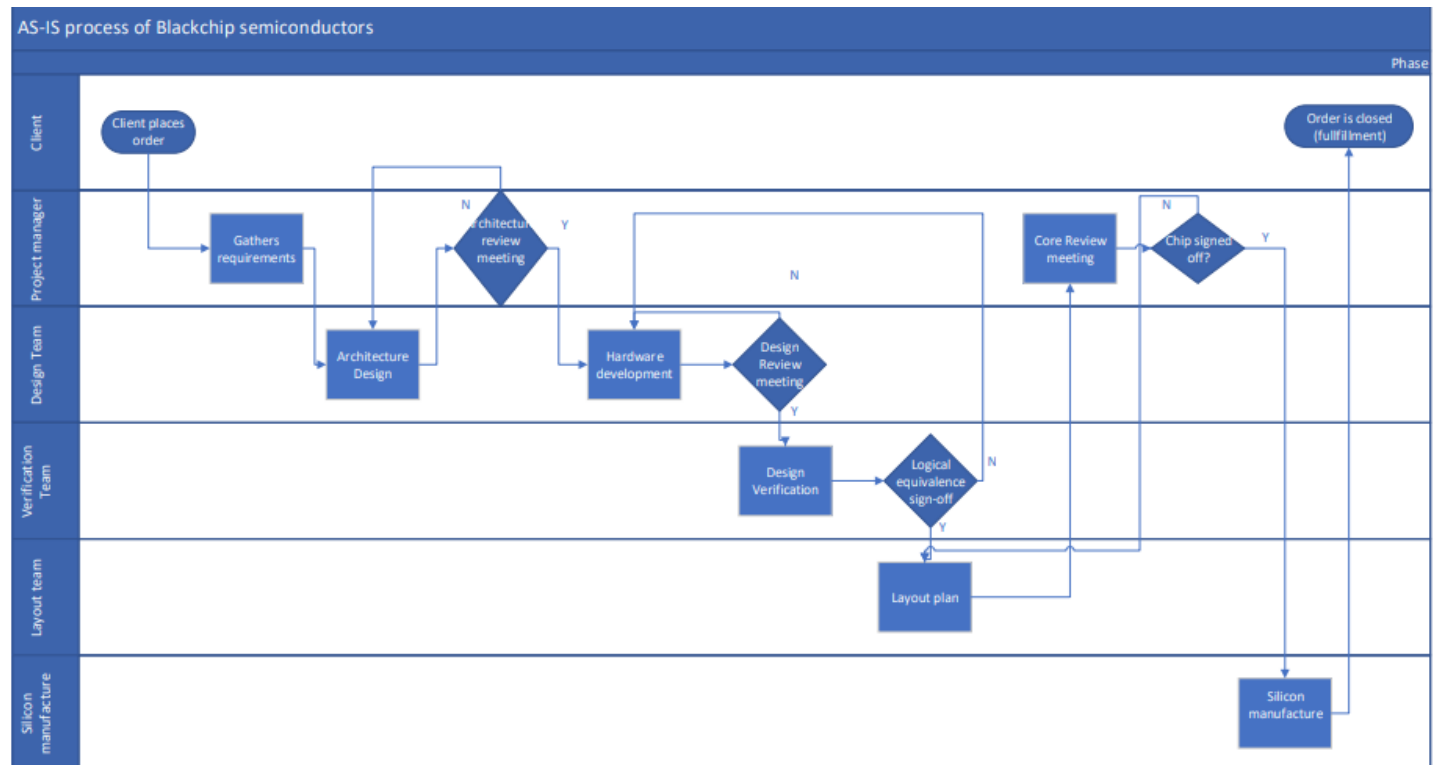 AS-IS process of Blackchip semiconductors
Phase
Client
Client places
order
Order is closed
(fullfillment)
Project manager
Gathers
requirements
N
rchitectur
review
meeting
Y
N
Core Review
meeting
N
Chip signed
off?
Y
Design Team
Architecture
Design
Hardware
development
Design
Review
meeting
Y
Verification
Team
Design
Verification
Logical
equivalence
sign-off
N
Y
Layout team
Layout plan
Silicon
manufacture
Silicon
manufacture